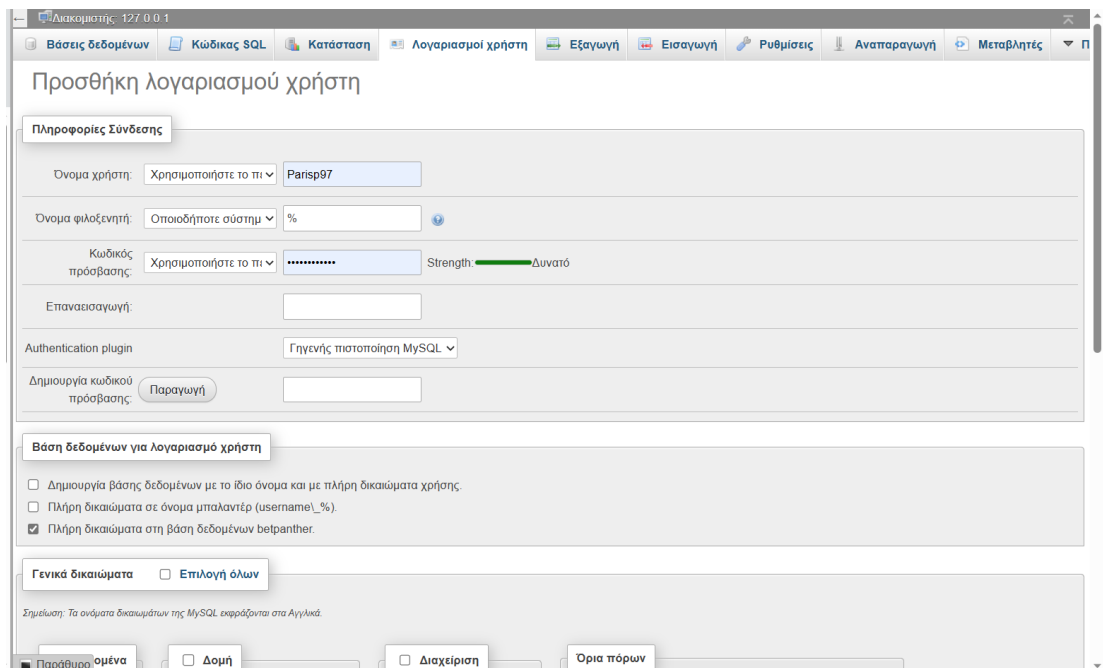 ← Διακομιστής: 127.0.0.1
Βάσεις δεδομένων Κώδικας SQL Κατάσταση Λογαριασμοί χρήστη Εξαγωγή Εισαγωγή Ρυθμίσεις Αναπαραγωγή Μεταβλητές ▼ Π
Προσθήκη λογαριασμού χρήστη
Πληροφορίες Σύνδεσης
Όνομα χρήστη: Χρησιμοποιήστε το πε Parisp97
Όνομα φιλοξενητή: Οποιοδήποτε σύστημ %
Κωδικός πρόσβασης: Χρησιμοποιήστε το πε •••••••••••• Strength: Δυνατό
Επαναεισαγωγή:
Authentication plugin Γηγενής πιστοποίηση MySQL
Δημιουργία κωδικού πρόσβασης: Παραγωγή
Βάση δεδομένων για λογαριασμό χρήστη
Δημιουργία βάσης δεδομένων με το ίδιο όνομα και με πλήρη δικαιώματα χρήσης.
Πλήρη δικαιώματα σε όνομα μπαλαντέρ (username\_%).
Πλήρη δικαιώματα στη βάση δεδομένων betpanther.
Γενικά δικαιώματα Επιλογή όλων
Σημείωση: Τα ονόματα δικαιωμάτων της MySQL εκφράζονται στα Αγγλικά.
Παράθυρο ομένα Δομή Διαχείριση Όρια πόρων